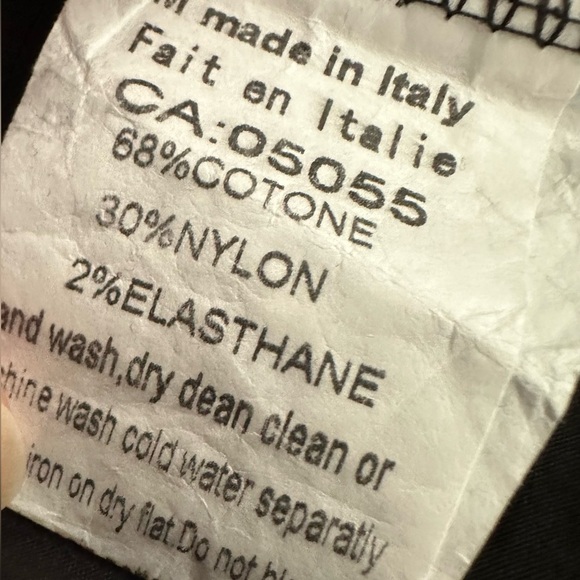 M made in Italy
Fait en Italie
CA:05055
68%COTONE
30%NYLON
2%ELASTHANE
and wash,dry dean clean or
chine wash cold water separatly
iron on dry flat.Do not